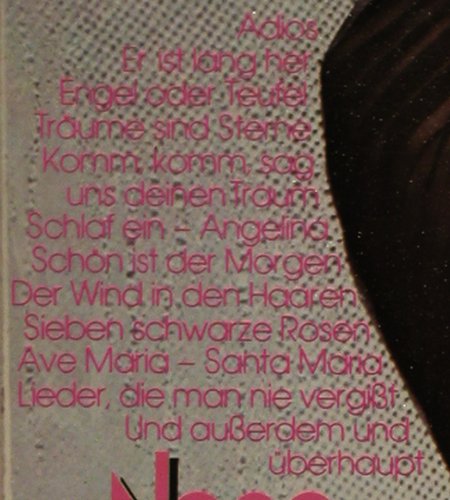 Adios
Er ist lang her
Engel oder Teufel
Träume sind Sterne
Komm, komm, sag
uns deinen Traum
Schlaf ein – Angelina
Schön ist der Morgen
Der Wind in den Haaren
Sieben schwarze Rosen
Ave Maria – Santa Maria
Lieder, die man nie vergißt
Und außerdem und
überhaupt